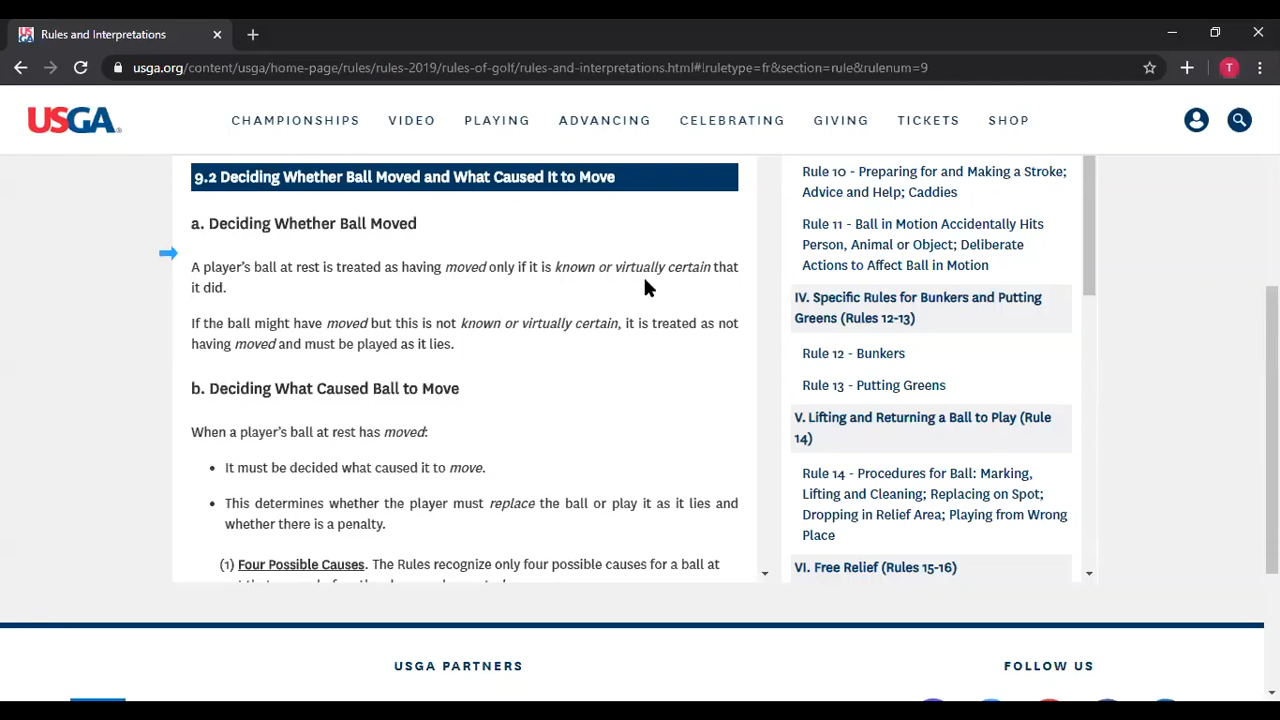 Rules and Interpretations
usga.org/content/usga/home-page/rules/rules-2019/rules-of-golf/rules-and-interpretations.html#!ruletype=fr&section=rule&rulenum=9
T
USGA
CHAMPIONSHIPS VIDEO PLAYING ADVANCING CELEBRATING GIVING TICKETS SHOP
9.2 Deciding Whether Ball Moved and What Caused It to Move
a. Deciding Whether Ball Moved
A player's ball at rest is treated as having moved only if it is known or virtually certain that
it did.
If the ball might have moved but this is not known or virtually certain, it is treated as not
having moved and must be played as it lies.
b. Deciding What Caused Ball to Move
When a player's ball at rest has moved:
• It must be decided what caused it to move.
• This determines whether the player must replace the ball or play it as it lies and
whether there is a penalty.
(1) Four Possible Causes. The Rules recognize only four possible causes for a ball at
Rule 10 - Preparing for and Making a Stroke;
Advice and Help; Caddies
Rule 11 - Ball in Motion Accidentally Hits
Person, Animal or Object; Deliberate
Actions to Affect Ball in Motion
IV. Specific Rules for Bunkers and Putting
Greens (Rules 12-13)
Rule 12 - Bunkers
Rule 13 - Putting Greens
V. Lifting and Returning a Ball to Play (Rule
14)
Rule 14 - Procedures for Ball: Marking,
Lifting and Cleaning; Replacing on Spot;
Dropping in Relief Area; Playing from Wrong
Place
VI. Free Relief (Rules 15-16)
USGA PARTNERS
FOLLOW US